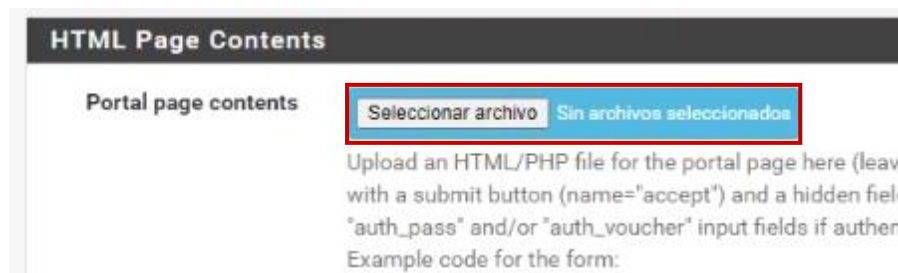 HTML Page Contents
Portal page contents
Seleccionar archivo Sin archivos seleccionados
Upload an HTML/PHP file for the portal page here (leav
with a submit button (name="accept") and a hidden fiel
"auth_pass" and/or "auth_voucher" input fields if auther
Example code for the form: